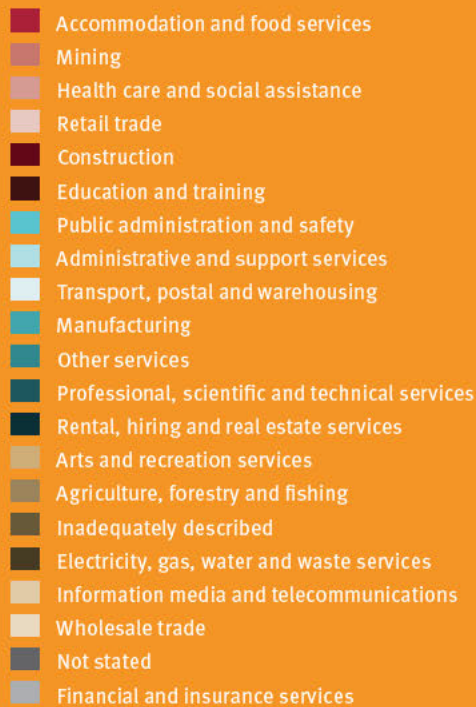 Accommodation and food services
Mining
Health care and social assistance
Retail trade
Construction
Education and training
Public administration and safety
Administrative and support services
Transport, postal and warehousing
Manufacturing
Other services
Professional, scientific and technical services
Rental, hiring and real estate services
Arts and recreation services
Agriculture, forestry and fishing
Inadequately described
Electricity, gas, water and waste services
Information media and telecommunications
Wholesale trade
Not stated
Financial and insurance services